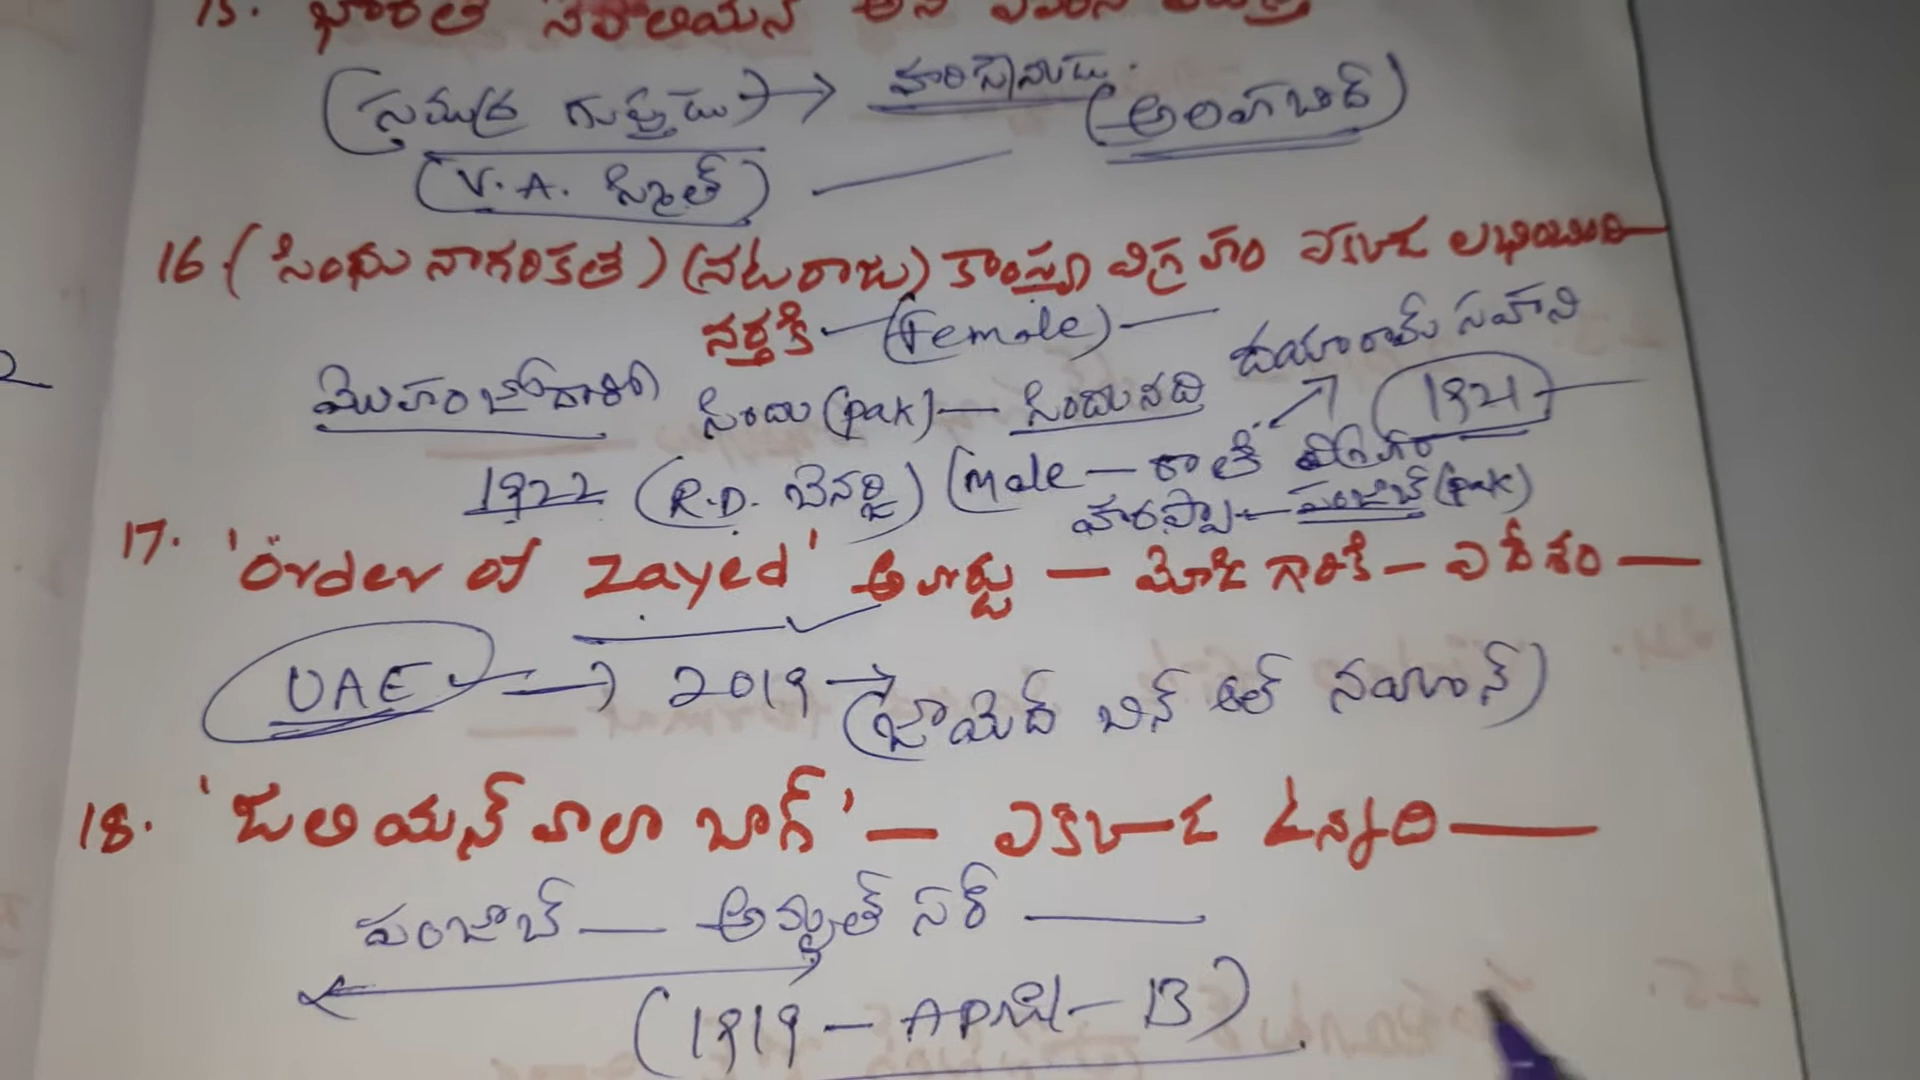 15. భారత నెపోలియన్ అని ఎవరిని
(సముద్ర గుప్తుడు) → హరిసేనుడు. (అలహాబాద్)
(V.A. స్మిత్)
16 (సింధు నాగరికత) (నటరాజు) కాంస్య విగ్రహం ఎక్కడ లభించింది
నర్తకి - (Female) - దయారామ్ సహాని
మొహంజోదారో సింధు (pak) - సింధునది 1921
1922 (R.D. బెనర్జి) (Male - రాతి విగ్రహం
హరప్పా - పంజాబ్ (pak)
17. 'Order of Zayed' అవార్డు - మోడి గారికి - ఏ దేశం -
UAE → 2019 → (జాయెద్ బిన్ అల్ నహ్యాన్)
18. 'జలియన్ వాలా బాగ్' - ఎక్కడ ఉన్నది -
పంజాబ్ - అమృత్ సర్ -
(1919 - APril - 13)